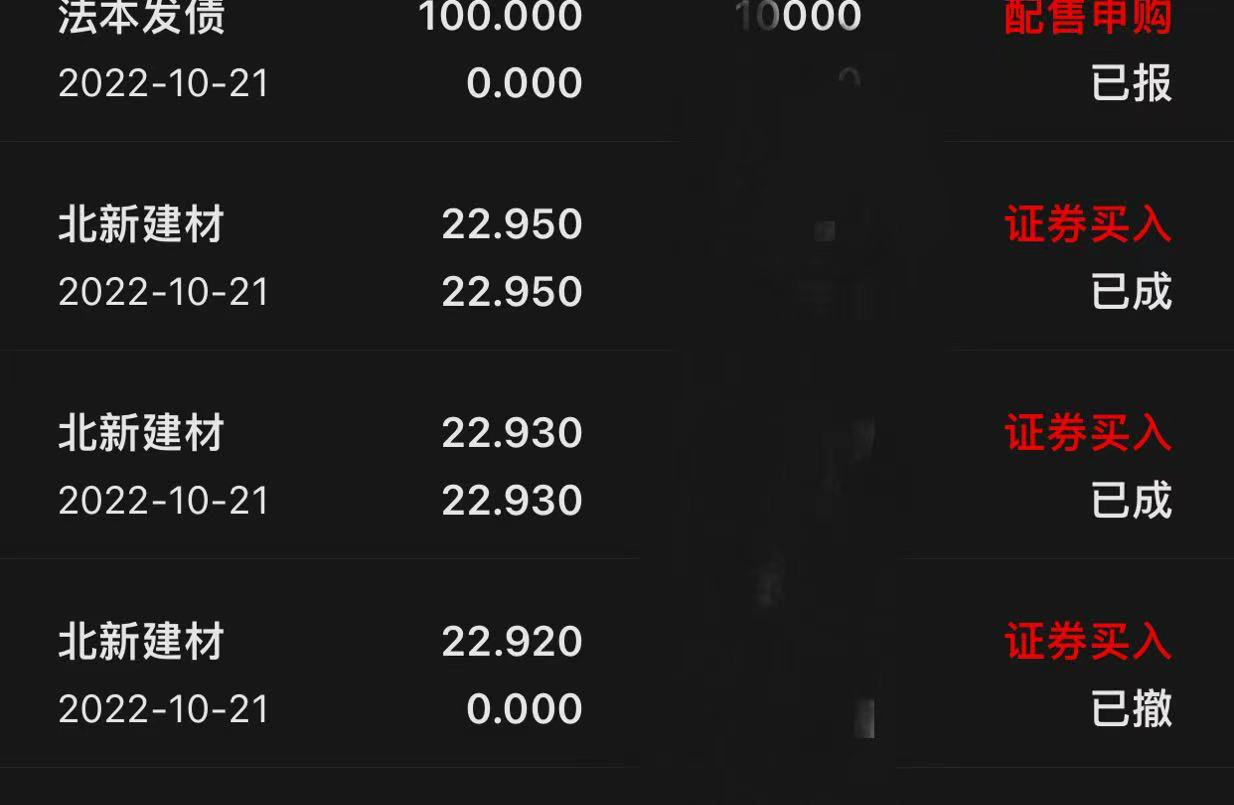 法本发债 100.000 10000 配售申购
2022-10-21 0.000 已报
北新建材 22.950 证券买入
2022-10-21 22.950 已成
北新建材 22.930 证券买入
2022-10-21 22.930 已成
北新建材 22.920 证券买入
2022-10-21 0.000 已撤